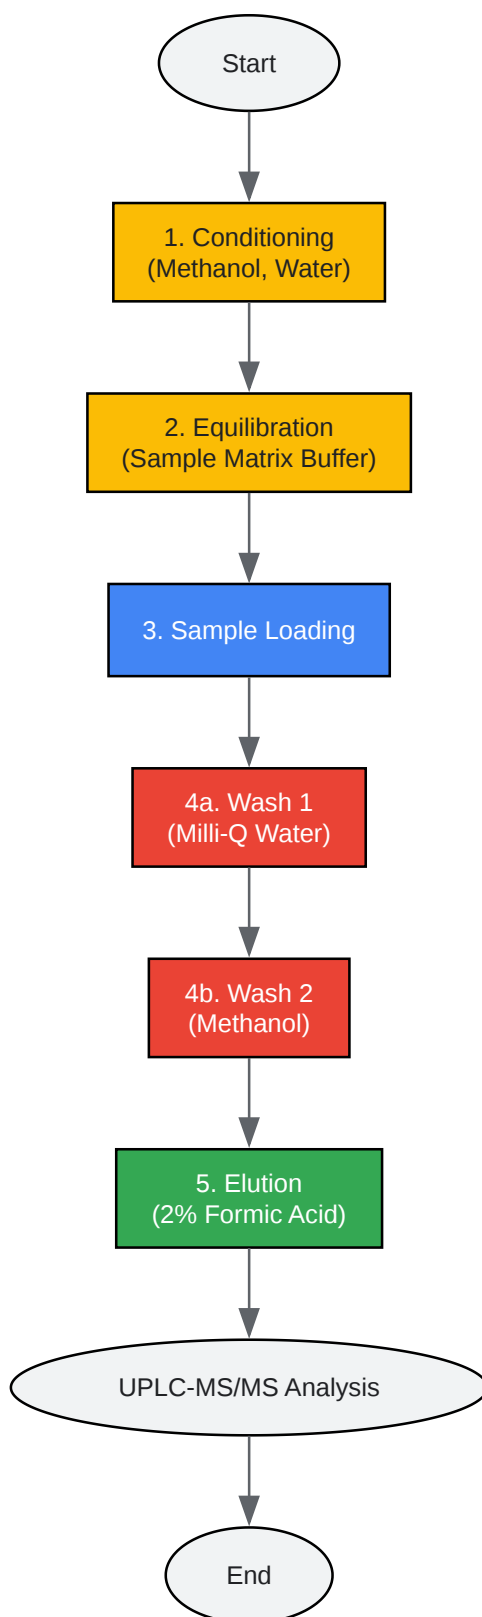 Start
1. Conditioning
(Methanol, Water)
2. Equilibration
(Sample Matrix Buffer)
3. Sample Loading
4a. Wash 1
(Milli-Q Water)
4b. Wash 2
(Methanol)
5. Elution
(2% Formic Acid)
UPLC-MS/MS Analysis
End